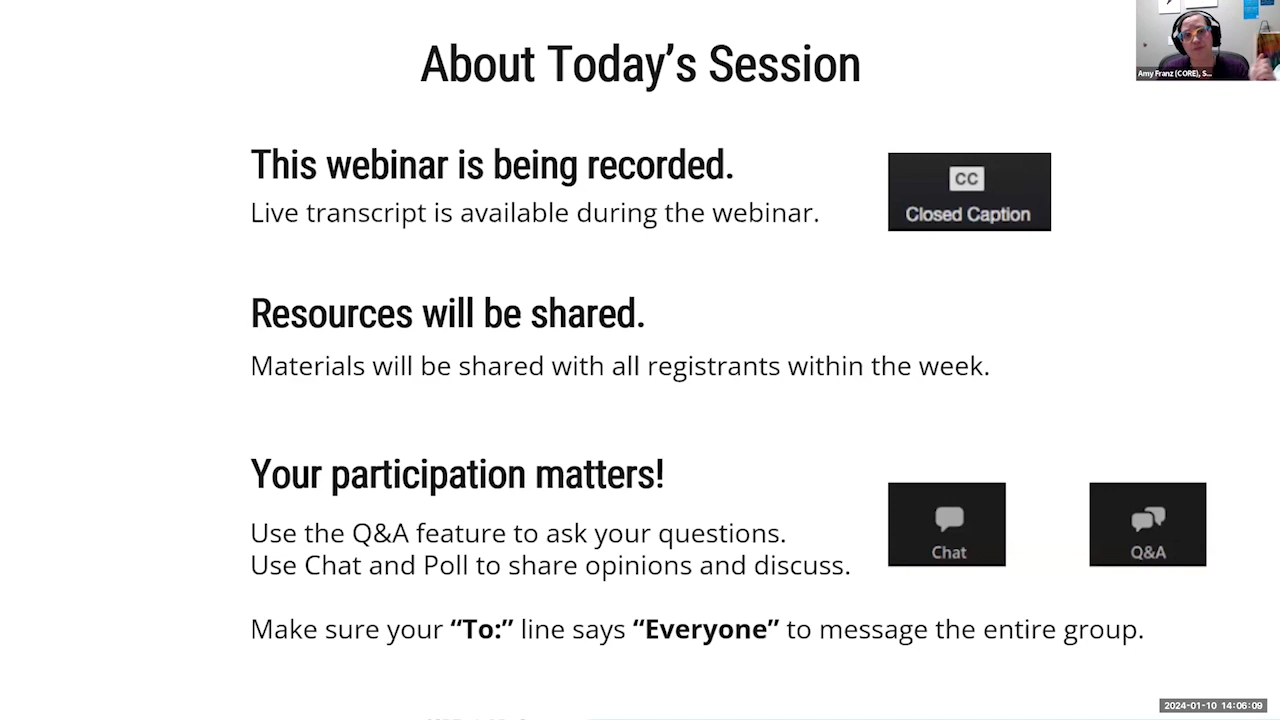 About Today’s Session
Amy Franz (CORE), S...
This webinar is being recorded.
Live transcript is available during the webinar.
CC
Closed Caption
Resources will be shared.
Materials will be shared with all registrants within the week.
Your participation matters!
Use the Q&A feature to ask your questions.
Use Chat and Poll to share opinions and discuss.
Chat
Q&A
Make sure your “To:” line says “Everyone” to message the entire group.
2024-01-10 14:06:09